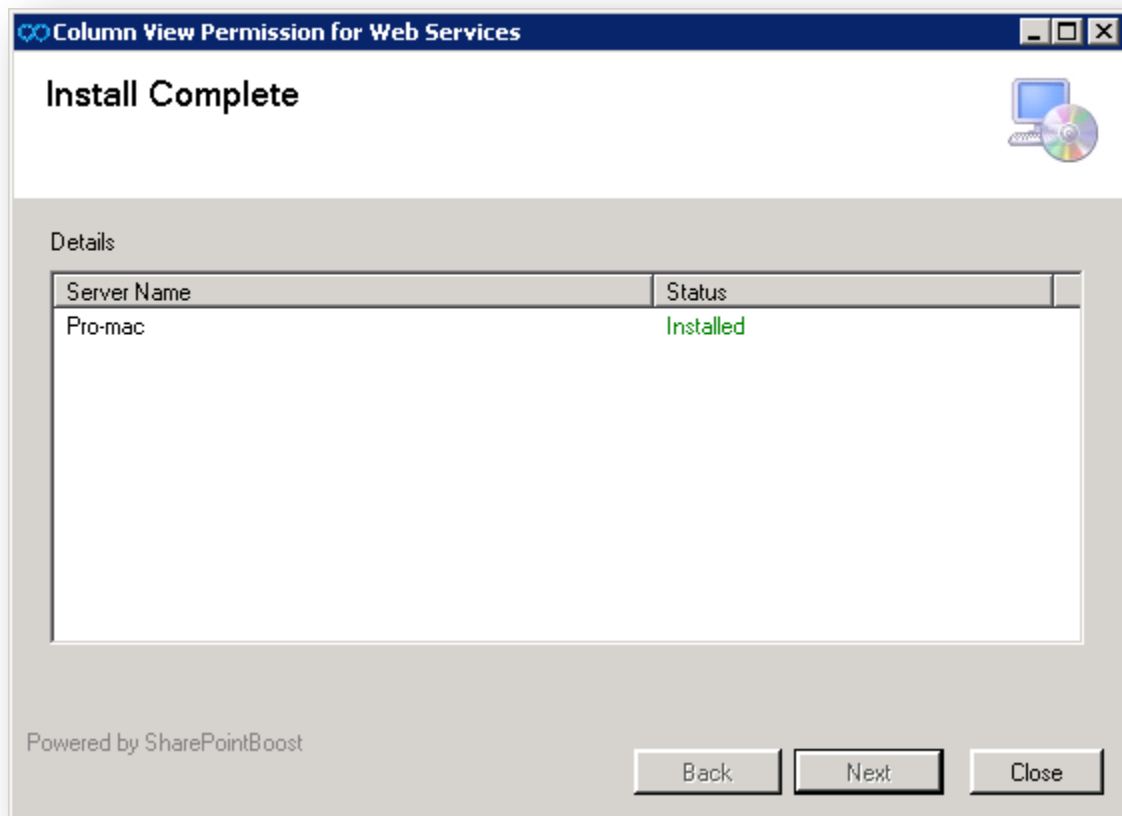 Column View Permission for Web Services
Install Complete
Details
Server Name Status
Pro-mac Installed
Powered by SharePointBoost
Back Next Close